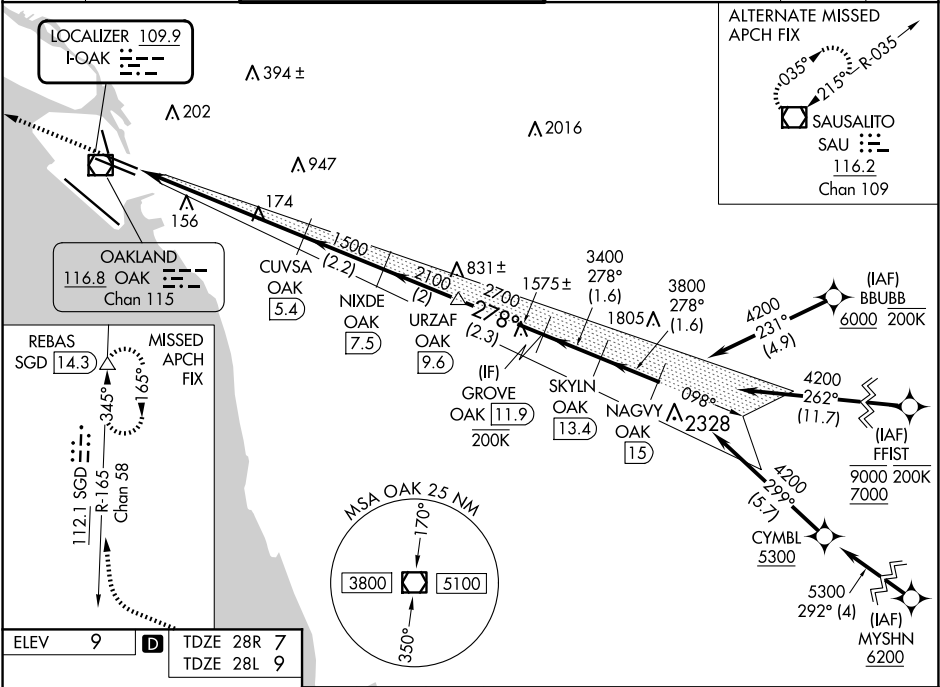 LOCALIZER 109.9
I-OAK
394 ±
202
2016
947
156
174
ALTERNATE MISSED
APCH FIX
035°
215°
R-035
SAUSALITO
SAU
116.2
Chan 109
OAKLAND
116.8 OAK
Chan 115
CUVSA
OAK
5.4
1500
(2.2)
NIXDE
OAK
7.5
2100
(2)
831 ±
URZAF
OAK
9.6
2700
278°
(2.3)
1575 ±
(IF)
GROVE
OAK 11.9
200K
3400
278°
(1.6)
SKYLN
OAK
13.4
1805
3800
278°
(1.6)
NAGVY
OAK
15
098°
2328
4200
231°
(4.9)
(IAF)
BBUBB
6000 200K
4200
262°
(11.7)
(IAF)
FFIST
9000 200K
7000
4200
299°
(5.7)
CYMBL
5300
5300
292° (4)
(IAF)
MYSHN
6200
REBAS
SGD 14.3
MISSED
APCH
FIX
345°
165°
112.1 SGD
R-165
Chan 58
MSA OAK 25 NM
170°
3800
5100
350°
ELEV 9
D
TDZE 28R 7
TDZE 28L 9